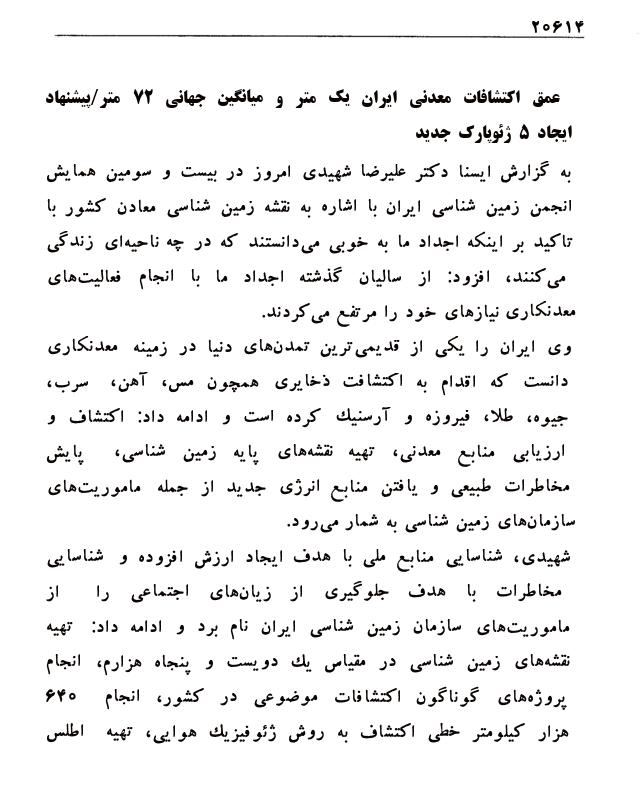 ۲۰۶۱۴
عمق اکتشافات معدنی ایران یک متر و میانگین جهانی ۷۲ متر/پیشنهاد
ایجاد ۵ ژئوپارک جدید
به گزارش ایسنا دکتر علیرضا شهیدی امروز در بیست و سومین همایش
انجمن زمین شناسی ایران با اشاره به نقشه زمین شناسی معادن کشور با
تاکید بر اینکه اجداد ما به خوبی می‌دانستند که در چه ناحیه‌ای زندگی
می‌کنند، افزود: از سالیان گذشته اجداد ما با انجام فعالیت‌های
معدنکاری نیازهای خود را مرتفع می‌کردند.
وی ایران را یکی از قدیمی‌ترین تمدن‌های دنیا در زمینه معدنکاری
دانست که اقدام به اکتشافت ذخایری همچون مس، آهن، سرب،
جیوه، طلا، فیروزه و آرسنیك کرده است و ادامه داد: اکتشاف و
ارزیابی منابع معدنی، تهیه نقشه‌های پایه زمین شناسی، پایش
مخاطرات طبیعی و یافتن منابع انرژی جدید از جمله ماموریت‌های
سازمان‌های زمین شناسی به شمار می‌رود.
شهیدی، شناسایی منابع ملی با هدف ایجاد ارزش افزوده و شناسایی
مخاطرات با هدف جلوگیری از زیان‌های اجتماعی را از
ماموریت‌های سازمان زمین شناسی ایران نام برد و ادامه داد: تهیه
نقشه‌های زمین شناسی در مقیاس یك دویست و پنجاه هزارم، انجام
پروژه‌های گوناگون اکتشافات موضوعی در کشور، انجام ۶۴۰
هزار کیلومتر خطی اکتشاف به روش ژئوفیزیك هوایی، تهیه اطلس